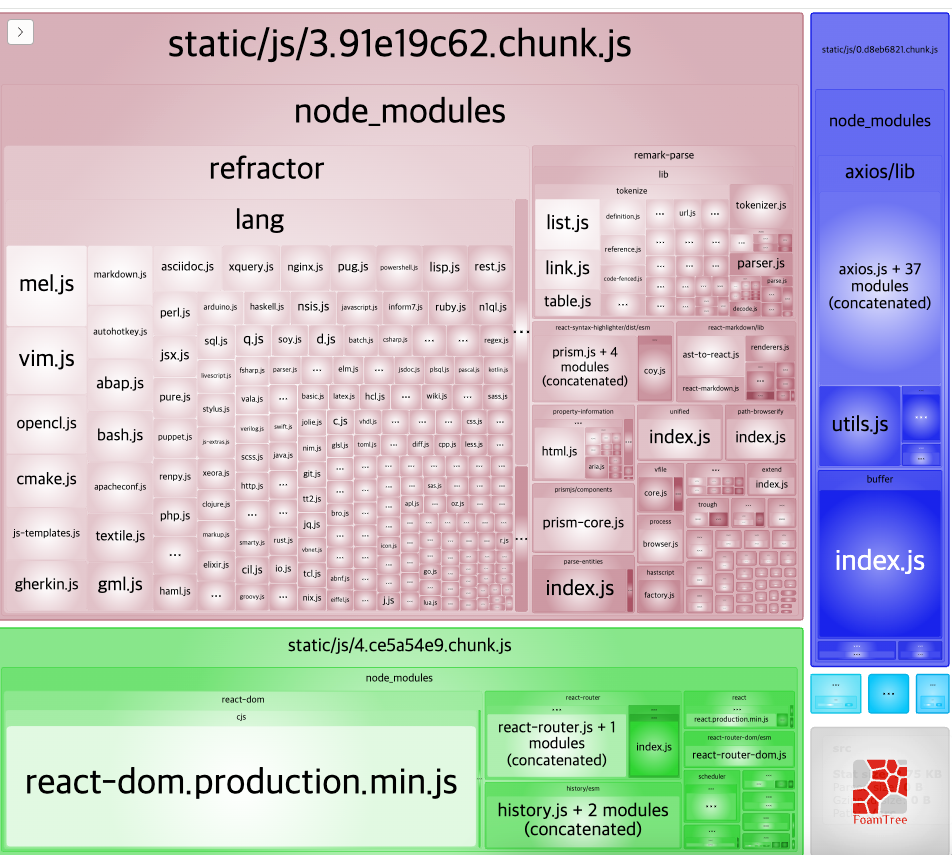 static/js/3.91e19c62.chunk.js
node_modules
refractor
lang
mel.js
vim.js
opencl.js
cmake.js
js-templates.js
gherkin.js
markdown.js
autohotkey.js
abap.js
bash.js
apacheconf.js
textile.js
gml.js
asciidoc.js
perl.js
jsx.js
pure.js
puppet.js
renpy.js
php.js
...
haml.js
xquery.js
nginx.js
pug.js
powershell.js
lisp.js
rest.js
arduino.js
haskell.js
nsis.js
javascript.js
inform7.js
ruby.js
n1ql.js
sql.js
q.js
soy.js
d.js
batch.js
csharp.js
...
...
regex.js
livescript.js
fsharp.js
parser.js
...
elm.js
...
jsdoc.js
plsql.js
pascal.js
kotlin.js
stylus.js
vala.js
...
basic.js
latex.js
hcl.js
...
wiki.js
...
sass.js
js-extras.js
verilog.js
swift.js
jolie.js
c.js
vhdl.js
...
...
...
css.js
...
scss.js
java.js
nim.js
glsl.js
toml.js
...
diff.js
cpp.js
less.js
...
xeora.js
http.js
...
git.js
clojure.js
tt2.js
sas.js
markup.js
smarty.js
rust.js
jq.js
bro.js
apl.js
oz.js
elixir.js
cil.js
io.js
vbnet.js
icon.js
r.js
tcl.js
abnf.js
go.js
...
groovy.js
...
nix.js
eiffel.js
j.js
lua.js
...
...
remark-parse
lib
tokenize
list.js
link.js
table.js
definition.js
reference.js
code-fenced.js
...
...
url.js
...
tokenizer.js
parser.js
parse.js
decode.js
react-syntax-highlighter/dist/esm
prism.js + 4
modules
(concatenated)
coy.js
react-markdown/lib
ast-to-react.js
react-markdown.js
renderers.js
...
property-information
...
html.js
aria.js
unified
index.js
path-browserify
index.js
vfile
core.js
...
extend
index.js
prismjs/components
prism-core.js
trough
process
browser.js
parse-entities
index.js
hastscript
factory.js
static/js/4.ce5a54e9.chunk.js
node_modules
react-dom
cjs
react-dom.production.min.js
react-router
...
react-router.js + 1
modules
(concatenated)
index.js
history/esm
history.js + 2 modules
(concatenated)
react
...
react.production.min.js
react-router-dom/esm
react-router-dom.js
scheduler
...
static/js/0.d8eb6821.chunk.js
node_modules
axios/lib
axios.js + 37
modules
(concatenated)
utils.js
...
buffer
index.js
...
...
...
src
FoamTree